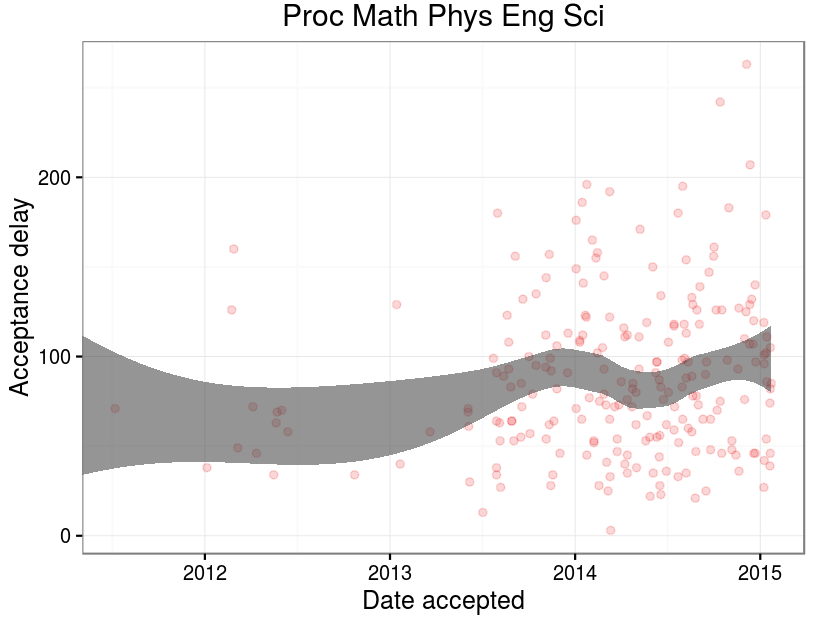 Proc Math Phys Eng Sci
Acceptance delay
200
100
0
2012 2013 2014 2015
Date accepted